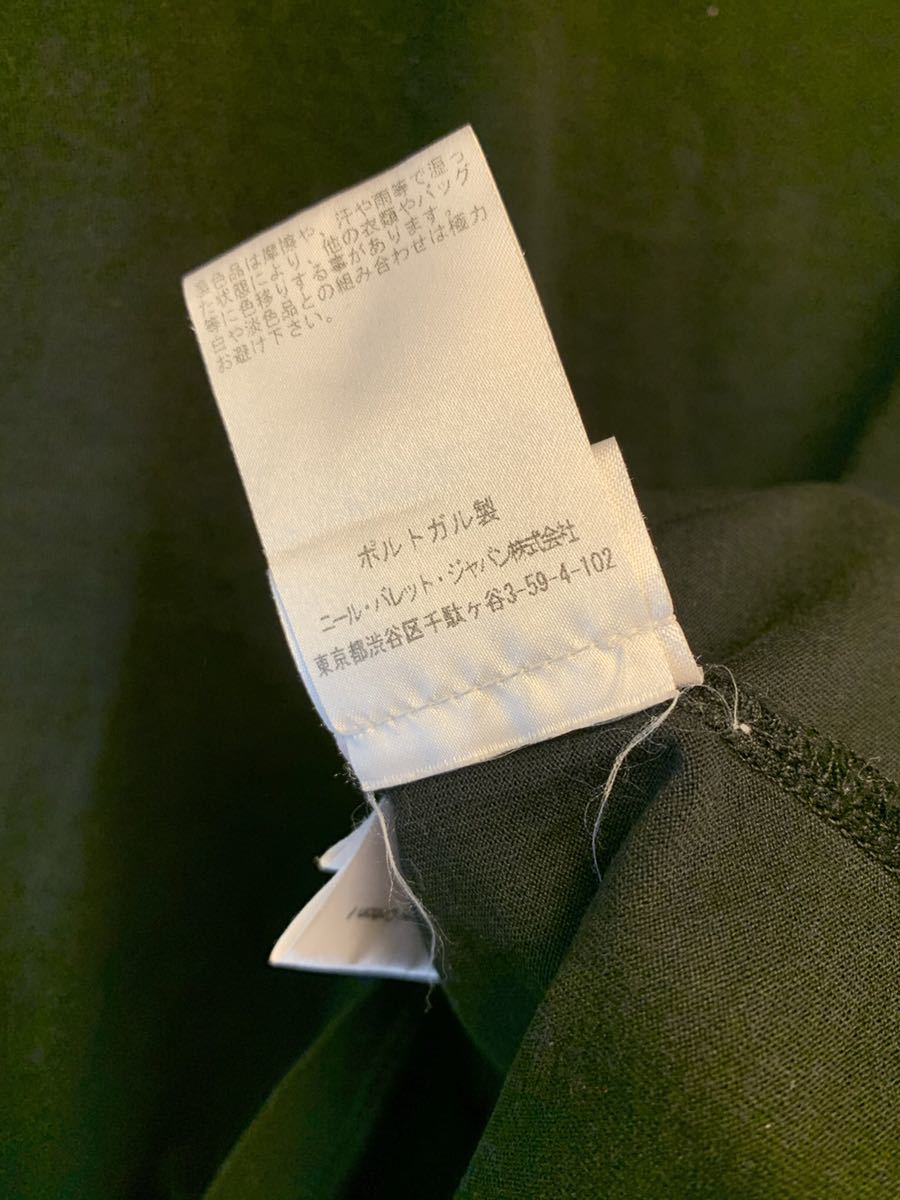 濃色品は摩擦や、汗や雨等で湿っ
た状態により、他の衣類やバッグ
等に色移りする事があります。
白や淡色品との組み合わせは極力
お避け下さい。
ポルトガル製
ニール・バレット・ジャパン株式会社
東京都渋谷区千駄ヶ谷3-59-4-102
Cotton /